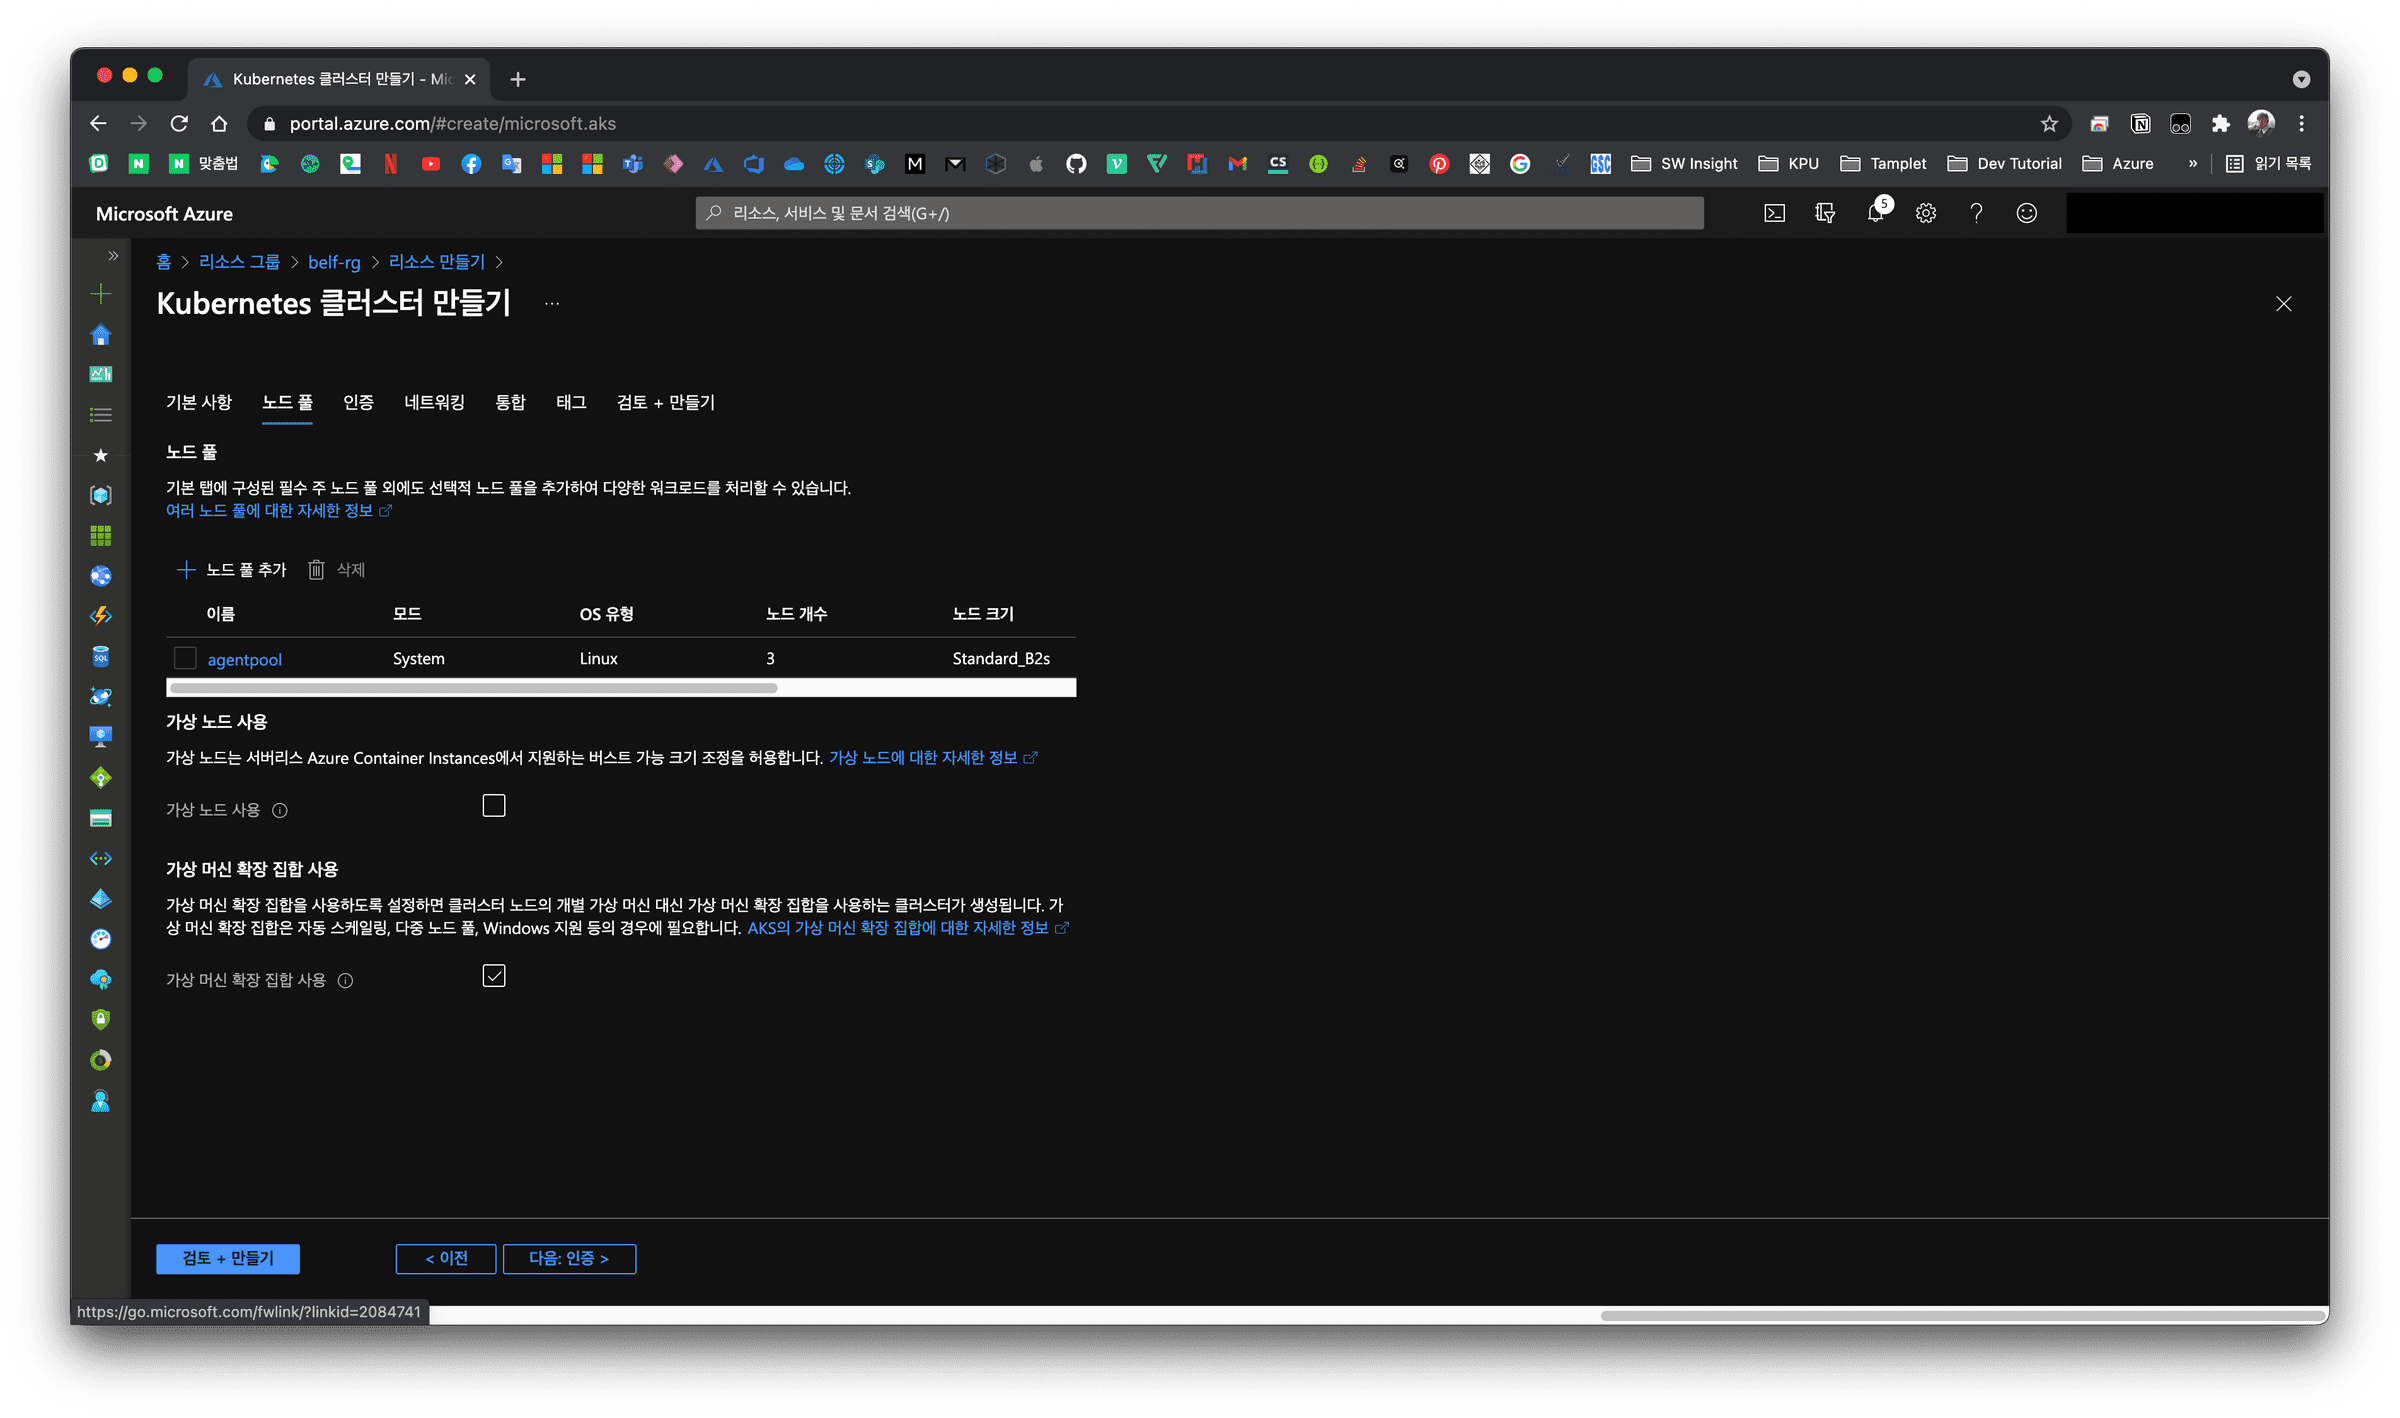 Kubernetes 클러스터 만들기 - Mic
portal.azure.com/#create/microsoft.aks
맞춤법
SW Insight
KPU
Tamplet
Dev Tutorial
Azure
»
읽기 목록
Microsoft Azure
리소스, 서비스 및 문서 검색(G+/)
5
홈 > 리소스 그룹 > belf-rg > 리소스 만들기 >
Kubernetes 클러스터 만들기 ...
기본 사항 노드 풀 인증 네트워킹 통합 태그 검토 + 만들기
노드 풀
기본 탭에 구성된 필수 주 노드 풀 외에도 선택적 노드 풀을 추가하여 다양한 워크로드를 처리할 수 있습니다.
여러 노드 풀에 대한 자세한 정보
노드 풀 추가 삭제
이름 모드 OS 유형 노드 개수 노드 크기
agentpool System Linux 3 Standard_B2s
가상 노드 사용
가상 노드는 서버리스 Azure Container Instances에서 지원하는 버스트 가능 크기 조정을 허용합니다. 가상 노드에 대한 자세한 정보
가상 노드 사용
가상 머신 확장 집합 사용
가상 머신 확장 집합을 사용하도록 설정하면 클러스터 노드의 개별 가상 머신 대신 가상 머신 확장 집합을 사용하는 클러스터가 생성됩니다. 가
상 머신 확장 집합은 자동 스케일링, 다중 노드 풀, Windows 지원 등의 경우에 필요합니다. AKS의 가상 머신 확장 집합에 대한 자세한 정보
가상 머신 확장 집합 사용
검토 + 만들기
< 이전
다음: 인증 >
https://go.microsoft.com/fwlink/?linkid=2084741